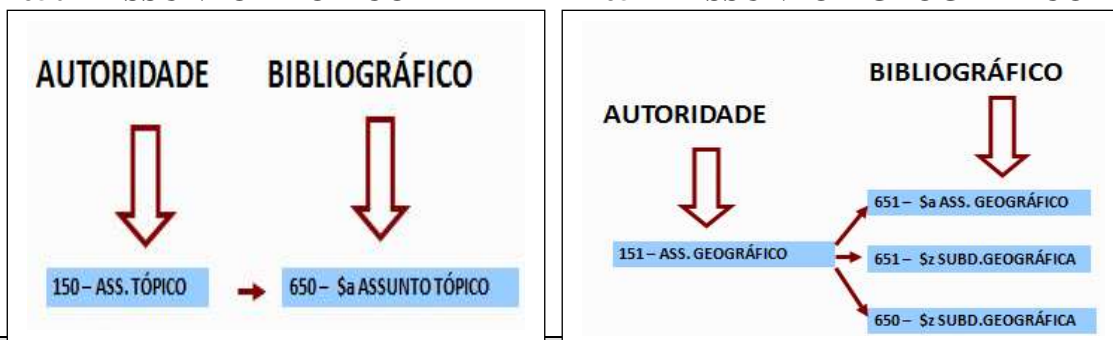 AUTORIDADE
BIBLIOGRÁFICO
150 – ASS. TÓPICO
650 – $a ASSUNTO TÓPICO
BIBLIOGRÁFICO
AUTORIDADE
651 – $a ASS. GEOGRÁFICO
151 – ASS. GEOGRÁFICO
651 – $z SUBD.GEOGRÁFICA
650 – $z SUBD.GEOGRÁFICA